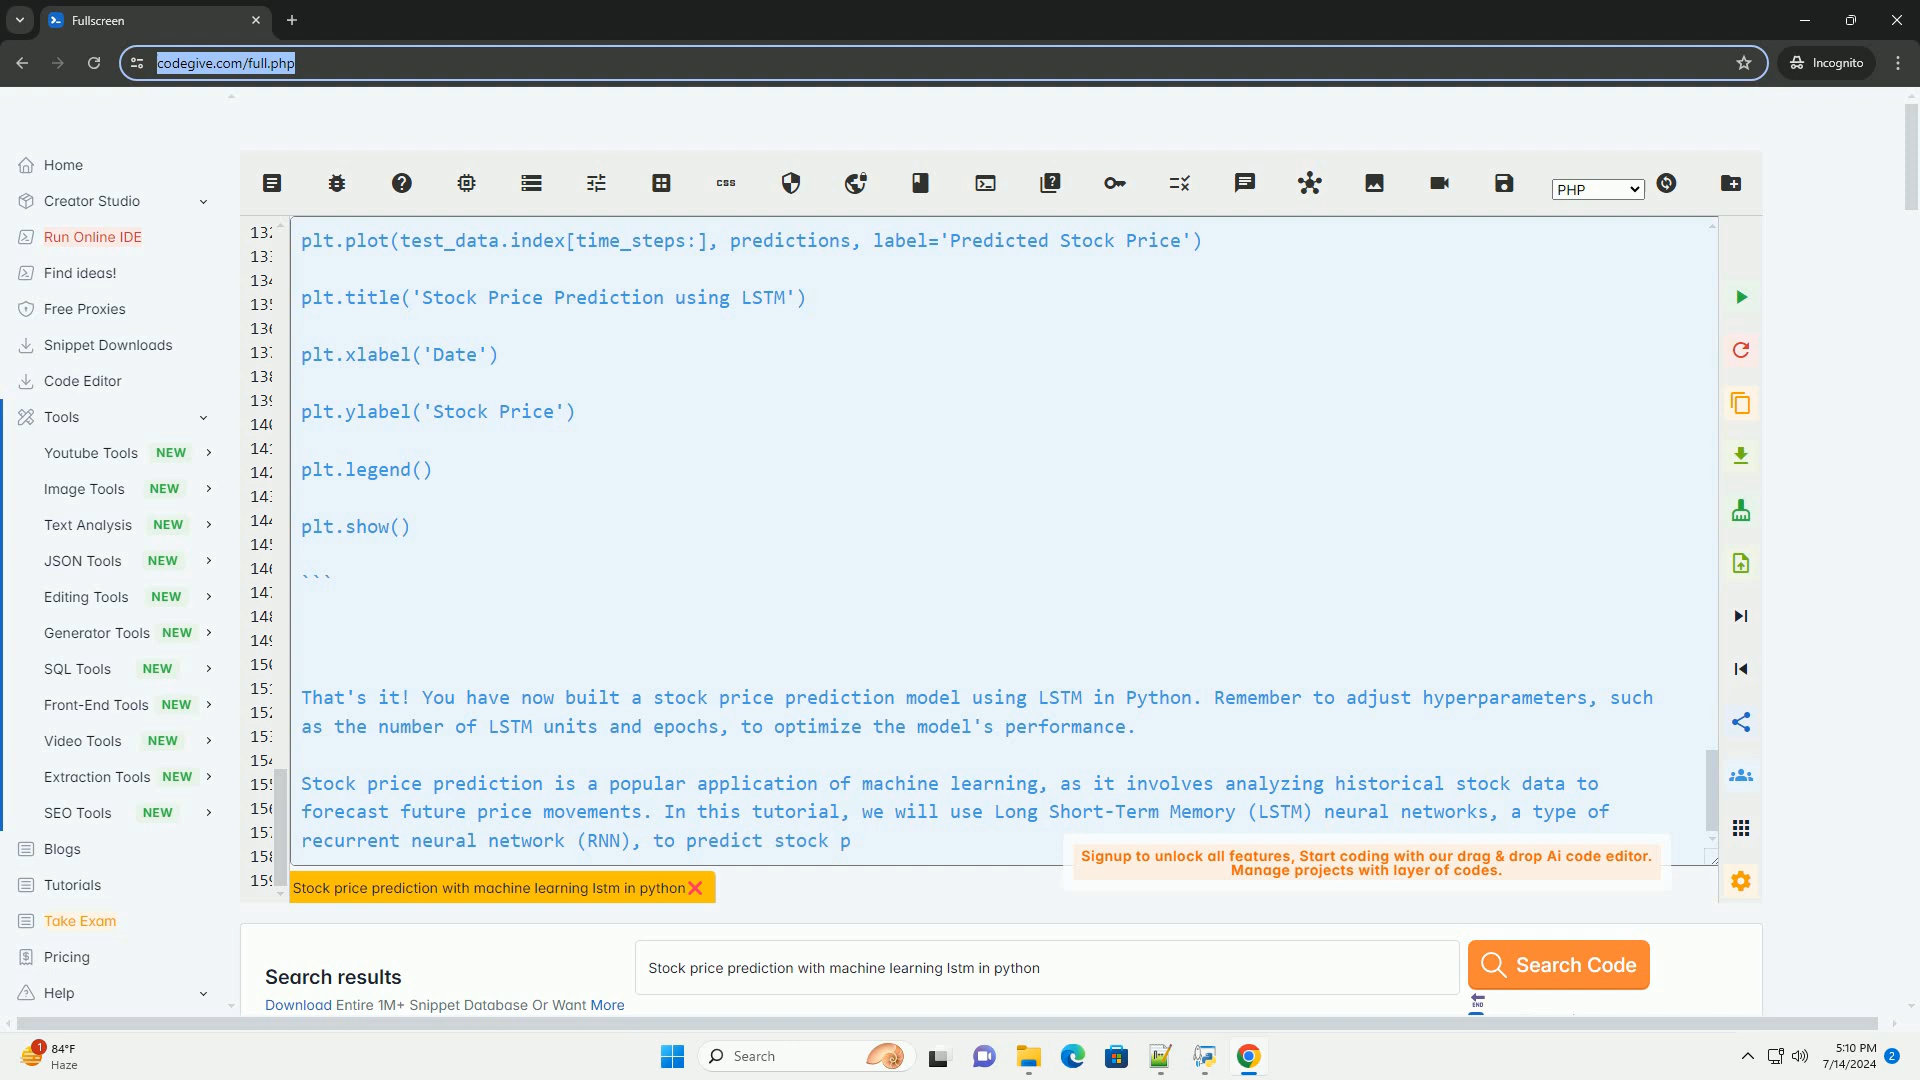 Fullscreen
codegive.com/full.php
Incognito
Home
Creator Studio
Run Online IDE
Find ideas!
Free Proxies
Snippet Downloads
Code Editor
Tools
Youtube Tools NEW
Image Tools NEW
Text Analysis NEW
JSON Tools NEW
Editing Tools NEW
Generator Tools NEW
SQL Tools NEW
Front-End Tools NEW
Video Tools NEW
Extraction Tools NEW
SEO Tools NEW
Blogs
Tutorials
Take Exam
Pricing
Help
css
PHP
plt.plot(test_data.index[time_steps:], predictions, label='Predicted Stock Price')
plt.title('Stock Price Prediction using LSTM')
plt.xlabel('Date')
plt.ylabel('Stock Price')
plt.legend()
plt.show()
```
That's it! You have now built a stock price prediction model using LSTM in Python. Remember to adjust hyperparameters, such
as the number of LSTM units and epochs, to optimize the model's performance.
Stock price prediction is a popular application of machine learning, as it involves analyzing historical stock data to
forecast future price movements. In this tutorial, we will use Long Short-Term Memory (LSTM) neural networks, a type of
recurrent neural network (RNN), to predict stock p
Signup to unlock all features, Start coding with our drag & drop Ai code editor.
Manage projects with layer of codes.
Stock price prediction with machine learning lstm in python
Search results
Download Entire 1M+ Snippet Database Or Want More
Stock price prediction with machine learning lstm in python
Search Code
END
1
84°F
Haze
Search
5:10 PM
7/14/2024
2